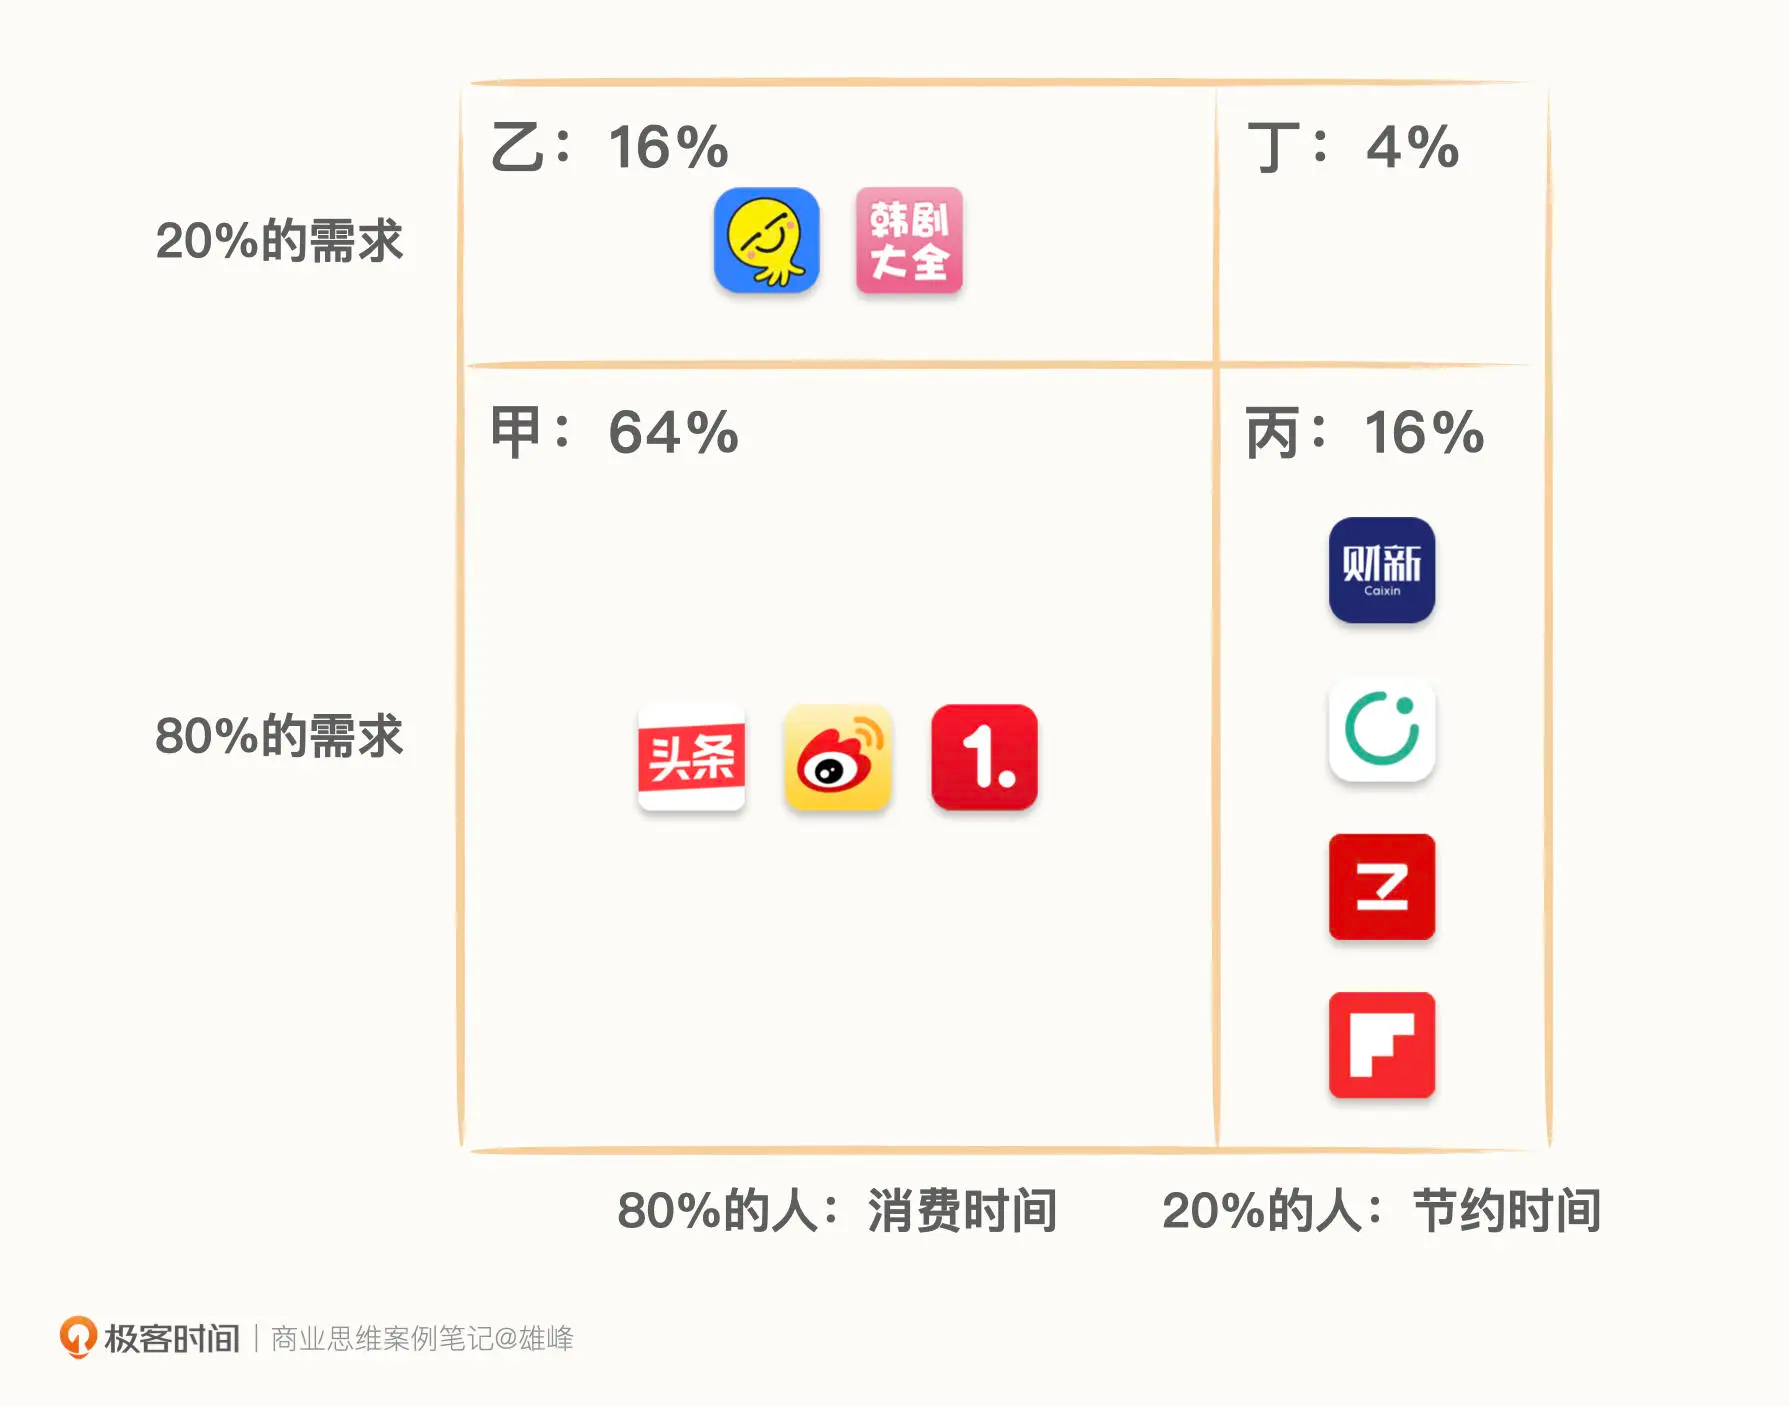 乙：16%
丁：4%
韩剧
大全
20%的需求
甲：64%
丙：16%
财新
Caixin
80%的需求
头条
1.
80%的人：消费时间
20%的人：节约时间
极客时间 | 商业思维案例笔记@雄峰